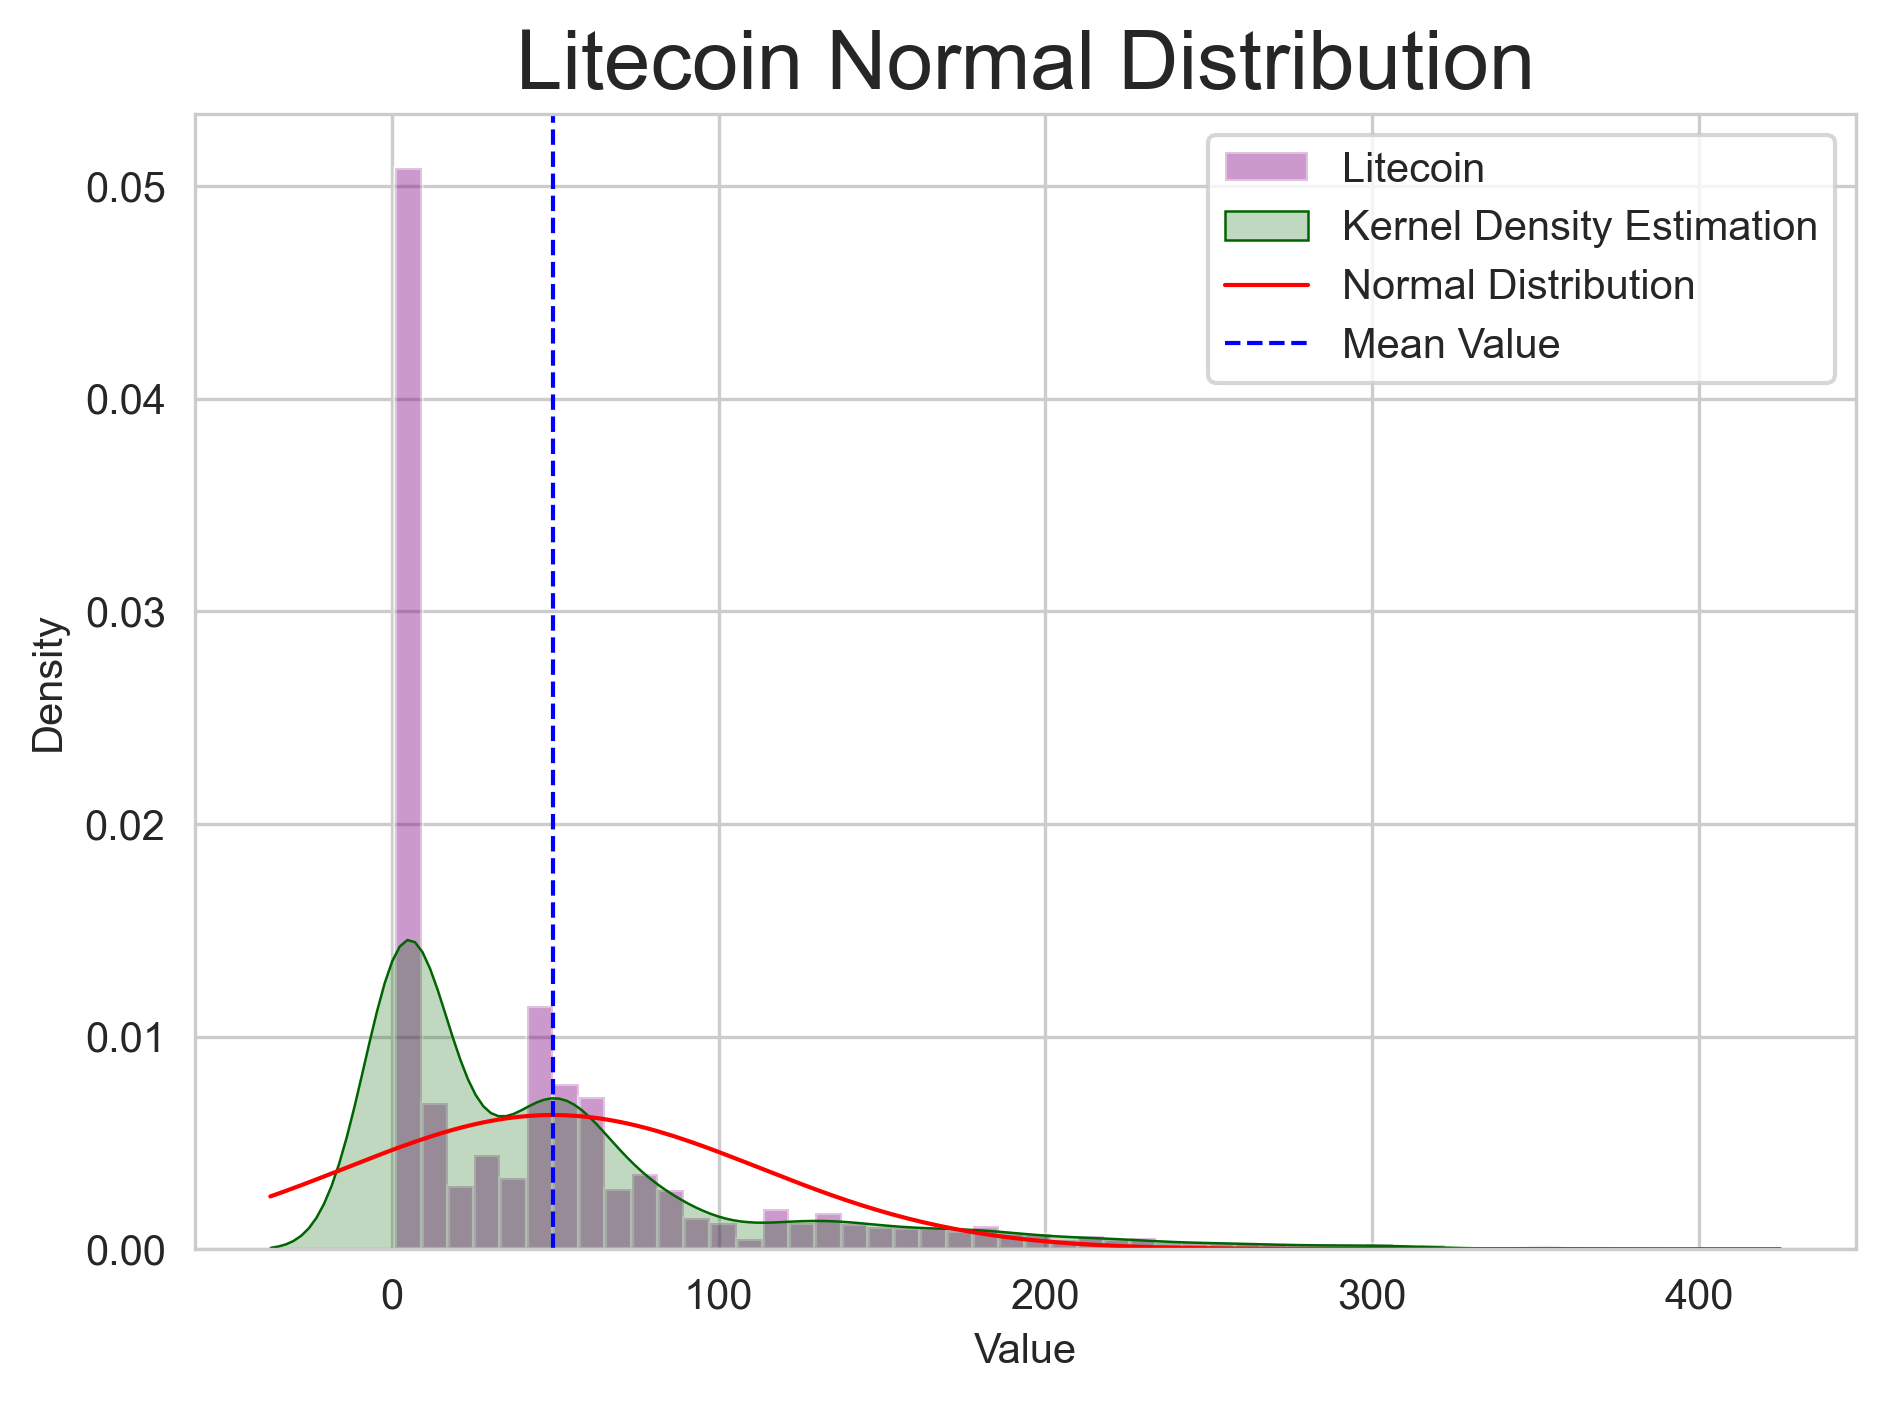 Litecoin Normal Distribution
Litecoin
Kernel Density Estimation
Normal Distribution
Mean Value
0.05
0.04
0.03
0.02
0.01
0.00
Density
0 100 200 300 400
Value